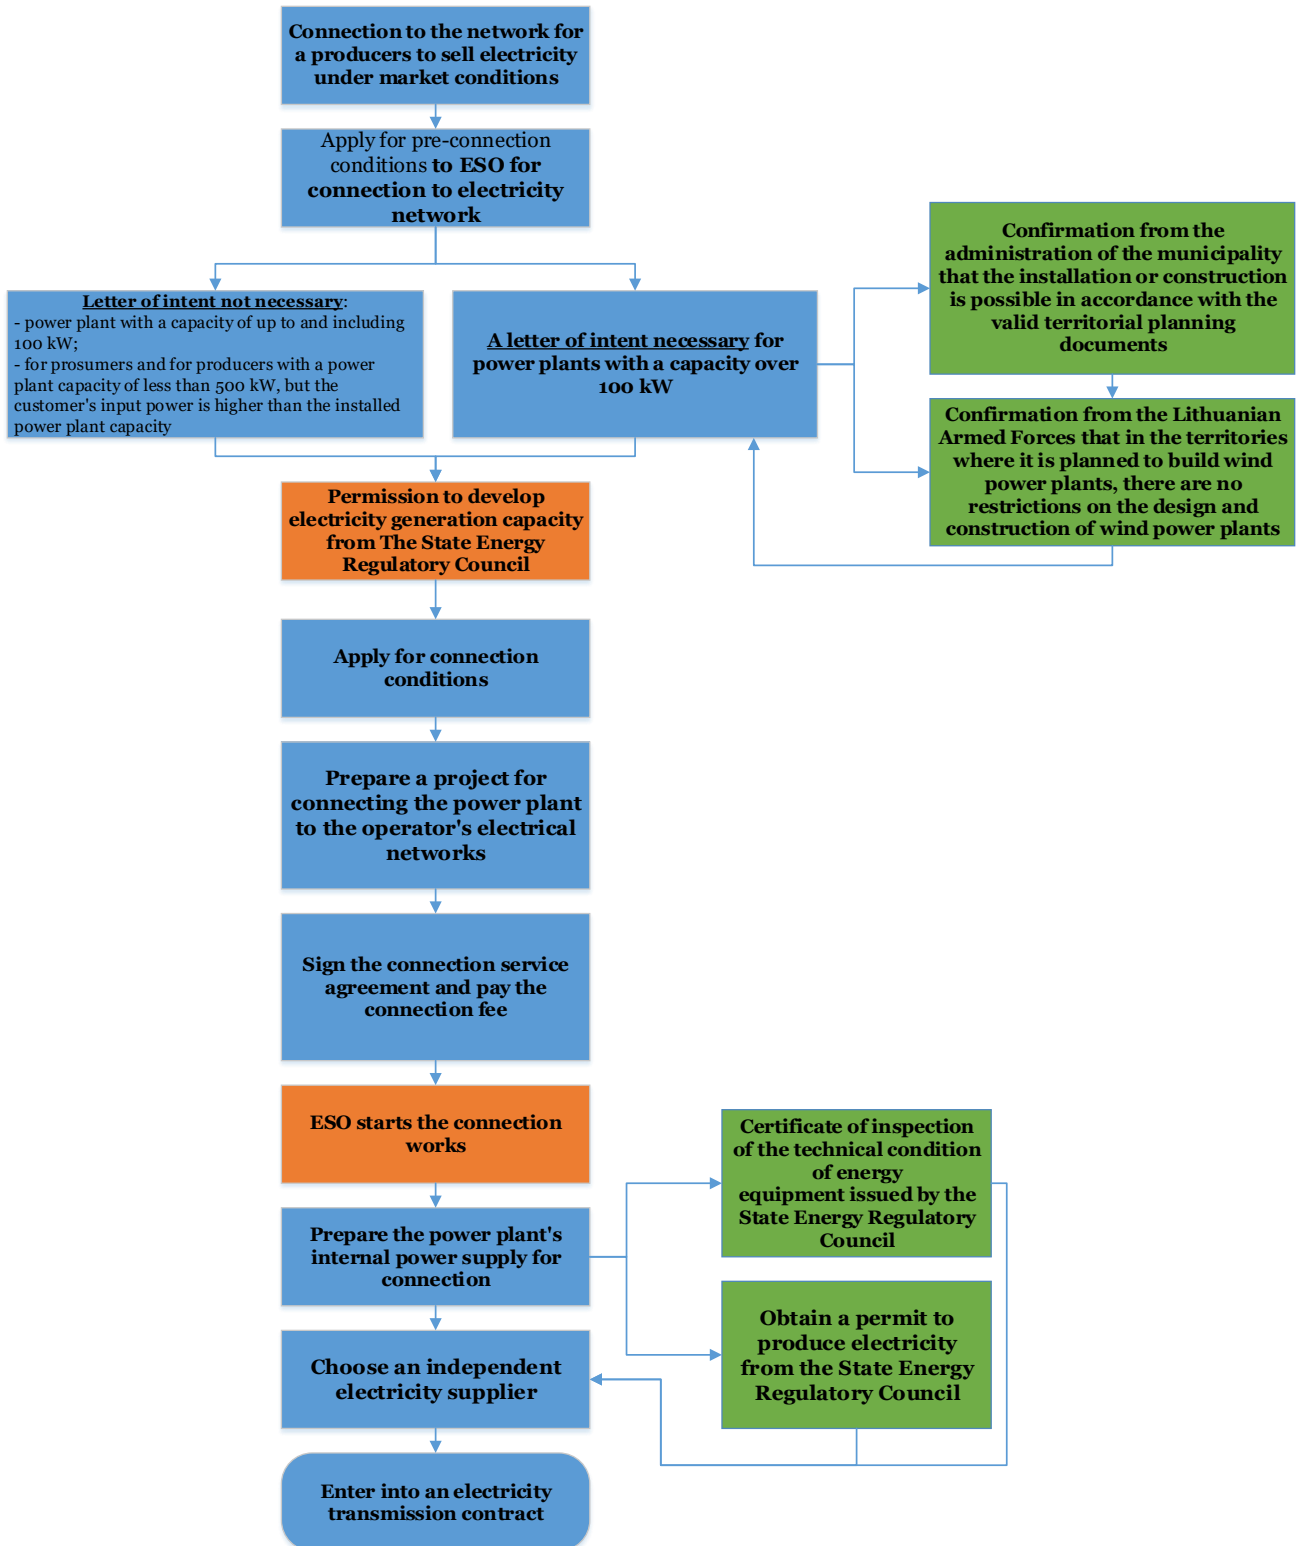 Connection to the network for
a producers to sell electricity
under market conditions
Apply for pre-connection
conditions to ESO for
connection to electricity
network
Letter of intent not necessary:
- power plant with a capacity of up to and including
100 kW;
- for prosumers and for producers with a power
plant capacity of less than 500 kW, but the
customer's input power is higher than the installed
power plant capacity
A letter of intent necessary for
power plants with a capacity over
100 kW
Confirmation from the
administration of the municipality
that the installation or construction
is possible in accordance with the
valid territorial planning
documents
Confirmation from the Lithuanian
Armed Forces that in the territories
where it is planned to build wind
power plants, there are no
restrictions on the design and
construction of wind power plants
Permission to develop
electricity generation capacity
from The State Energy
Regulatory Council
Apply for connection
conditions
Prepare a project for
connecting the power plant
to the operator's electrical
networks
Sign the connection service
agreement and pay the
connection fee
ESO starts the connection
works
Prepare the power plant's
internal power supply for
connection
Certificate of inspection
of the technical condition
of energy
equipment issued by the
State Energy Regulatory
Council
Obtain a permit to
produce electricity
from the State Energy
Regulatory Council
Choose an independent
electricity supplier
Enter into an electricity
transmission contract